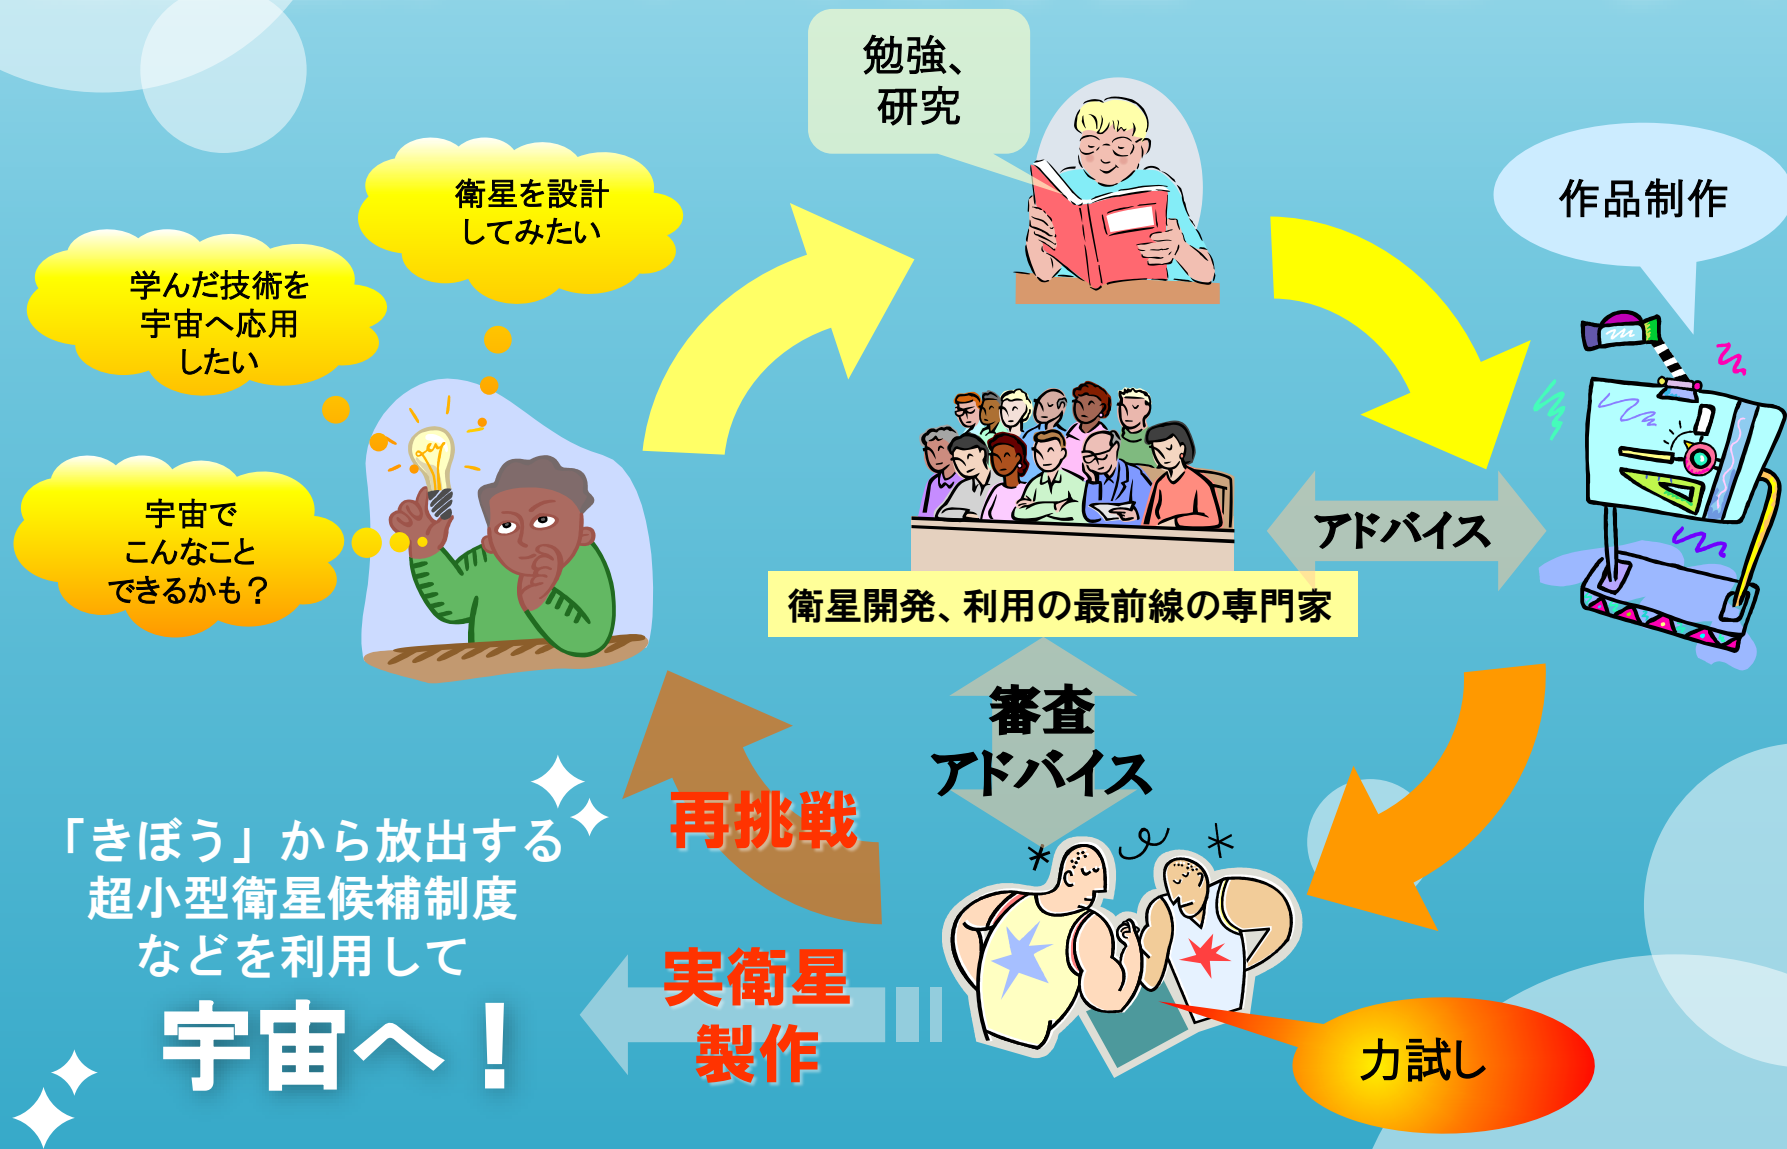 勉強、
研究
作品制作
衛星を設計
してみたい
学んだ技術を
宇宙へ応用
したい
宇宙で
こんなこと
できるかも？
アドバイス
衛星開発、利用の最前線の専門家
審査
アドバイス
再挑戦
「きぼう」から放出する
超小型衛星候補制度
などを利用して
宇宙へ！
実衛星
製作
力試し